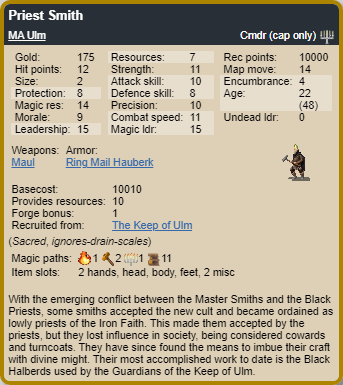 Priest Smith
MA Ulm Cmdr (cap only)
Gold: 175 Resources: 7 Rec points: 10000
Hit points: 12 Strength: 11 Map move: 14
Size: 2 Attack skill: 10 Encumbrance: 4
Protection: 8 Defence skill: 8 Age: 22
Magic res: 14 Precision: 10 (48)
Morale: 9 Combat speed: 11 Undead ldr: 0
Leadership: 15 Magic ldr: 15
Weapons: Armor:
Maul Ring Mail Hauberk
Basecost: 10010
Provides resources: 10
Forge bonus: 1
Recruited from: The Keep of Ulm
(Sacred, ignores-drain-scales)
Magic paths: 1 2 1 11
Item slots: 2 hands, head, body, feet, 2 misc
With the emerging conflict between the Master Smiths and the Black
Priests, some smiths accepted the new cult and became ordained as
lowly priests of the Iron Faith. This made them accepted by the
priests, but they lost influence in society, being considered cowards
and turncoats. They have since found the means to imbue their craft
with divine might. Their most accomplished work to date is the Black
Halberds used by the Guardians of the Keep of Ulm.